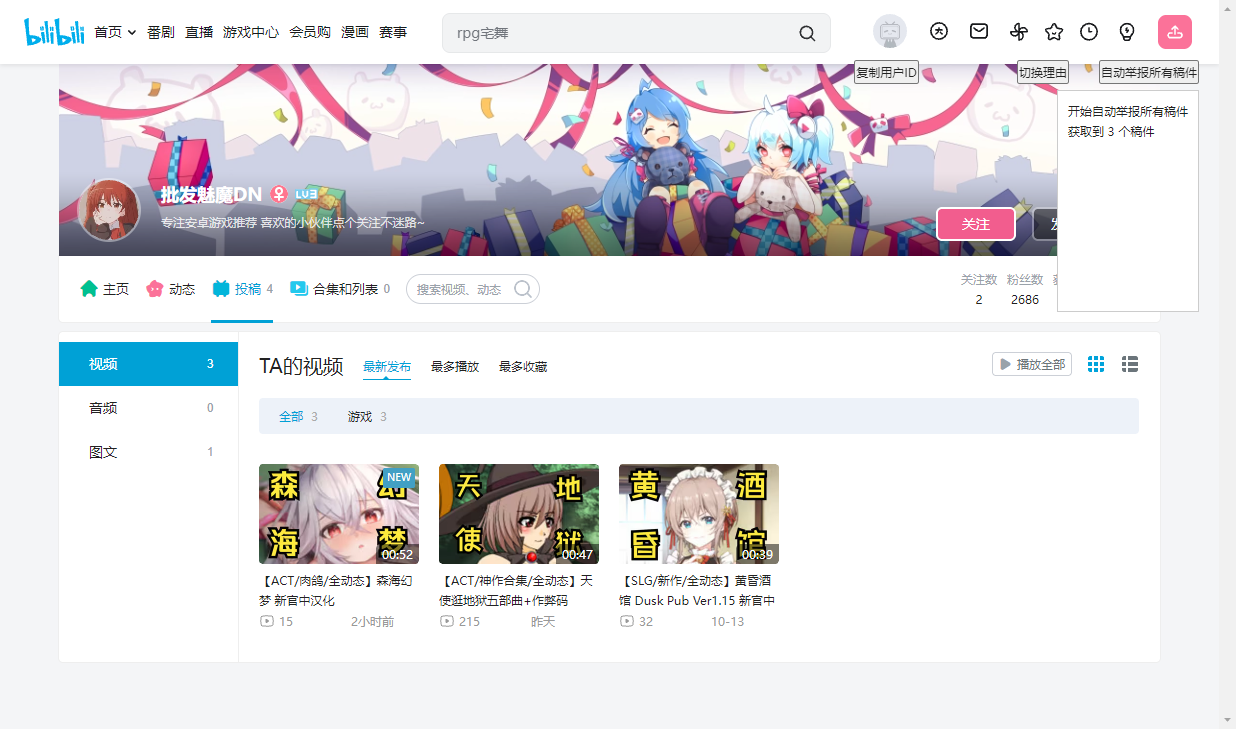 bilibili
首页
番剧
直播
游戏中心
会员购
漫画
赛事
rpg宅舞
复制用户ID
切换理由
自动举报所有稿件
开始自动举报所有稿件
获取到 3 个稿件
批发魅魔DN
LV3
专注安卓游戏推荐 喜欢的小伙伴点个关注不迷路~
关注
主页
动态
投稿 4
合集和列表 0
搜索视频、动态
关注数
粉丝数
2
2686
视频 3
音频 0
图文 1
TA的视频
最新发布
最多播放
最多收藏
播放全部
全部 3
游戏 3
森幻
海梦
NEW
00:52
天地
使狱
00:47
黄酒
昏馆
00:39
【ACT/肉鸽/全动态】森海幻
梦 新官中汉化
15
2小时前
【ACT/神作合集/全动态】天
使逛地狱五部曲+作弊码
215
昨天
【SLG/新作/全动态】黄昏酒
馆 Dusk Pub Ver1.15 新官中
32
10-13